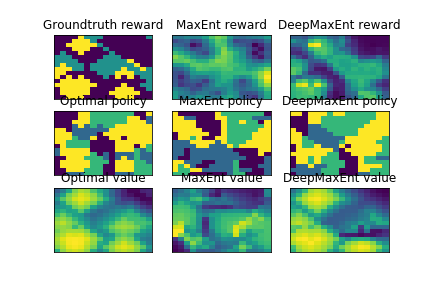 Groundtruth reward
MaxEnt reward
DeepMaxEnt reward
Optimal policy
MaxEnt policy
DeepMaxEnt policy
Optimal value
MaxEnt value
DeepMaxEnt value